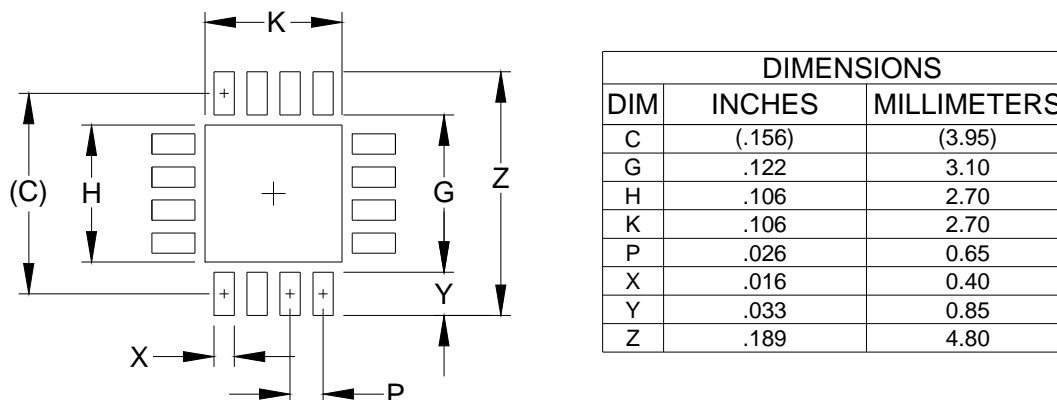 K
(C)
H
G
Z
Y
X
P
DIMENSIONS
DIM INCHES MILLIMETERS
C (.156) (3.95)
G .122 3.10
H .106 2.70
K .106 2.70
P .026 0.65
X .016 0.40
Y .033 0.85
Z .189 4.80